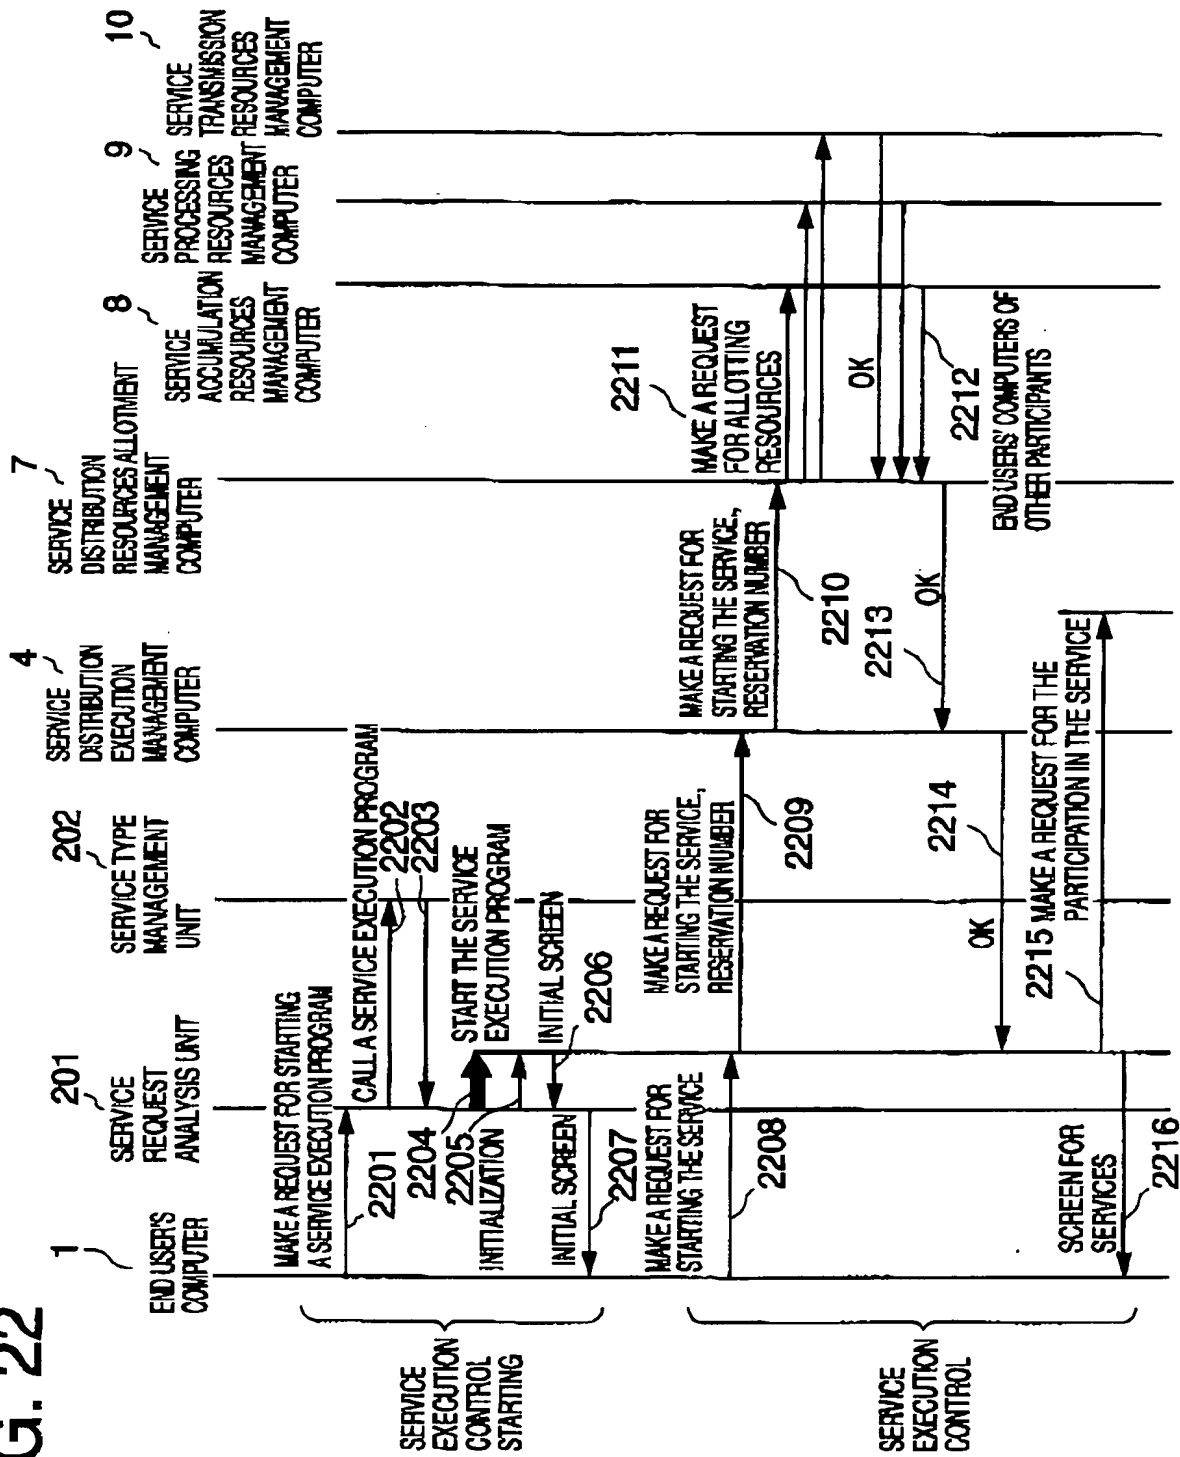 G. 22
1
END USER'S
COMPUTER
201
SERVICE
REQUEST
ANALYSIS UNIT
202
SERVICE TYPE
MANAGEMENT
UNIT
4
SERVICE
DISTRIBUTION
EXECUTION
MANAGEMENT
COMPUTER
7
SERVICE
DISTRIBUTION
RESOURCES ALLOTMENT
MANAGEMENT
COMPUTER
8
SERVICE
ACCUMULATION
RESOURCES
MANAGEMENT
COMPUTER
9
SERVICE
PROCESSING
RESOURCES
MANAGEMENT
COMPUTER
10
SERVICE
TRANSMISSION
RESOURCES
MANAGEMENT
COMPUTER
SERVICE
EXECUTION
CONTROL
STARTING
MAKE A REQUEST FOR STARTING
A SERVICE EXECUTION PROGRAM
2201
CALL A SERVICE EXECUTION PROGRAM
2202
2203
2204
2205
START THE SERVICE
EXECUTION PROGRAM
INITIALIZATION
INITIAL SCREEN
2206
INITIAL SCREEN
2207
SERVICE
EXECUTION
CONTROL
MAKE A REQUEST FOR
STARTING THE SERVICE
2208
MAKE A REQUEST FOR
STARTING THE SERVICE,
RESERVATION NUMBER
2209
MAKE A REQUEST FOR
STARTING THE SERVICE,
RESERVATION NUMBER
2210
2211
MAKE A REQUEST
FOR ALLOTTING
RESOURCES
OK
2212
2213
OK
END USERS' COMPUTERS OF
OTHER PARTICIPANTS
2214
OK
2215 MAKE A REQUEST FOR THE
PARTICIPATION IN THE SERVICE
SCREEN FOR
SERVICES
2216